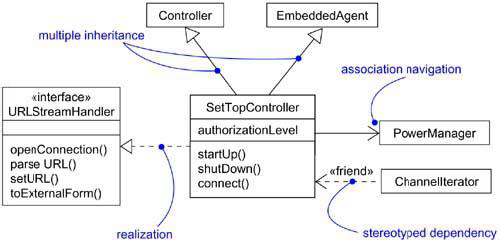 Controller
EmbeddedAgent
multiple inheritance
association navigation
«interface»
URLStreamHandler
openConnection()
parse URL()
setURL()
toExternalForm()
SetTopController
authorizationLevel
startUp()
shutDown()
connect()
PowerManager
«friend»
ChannelIterator
realization
stereotyped dependency